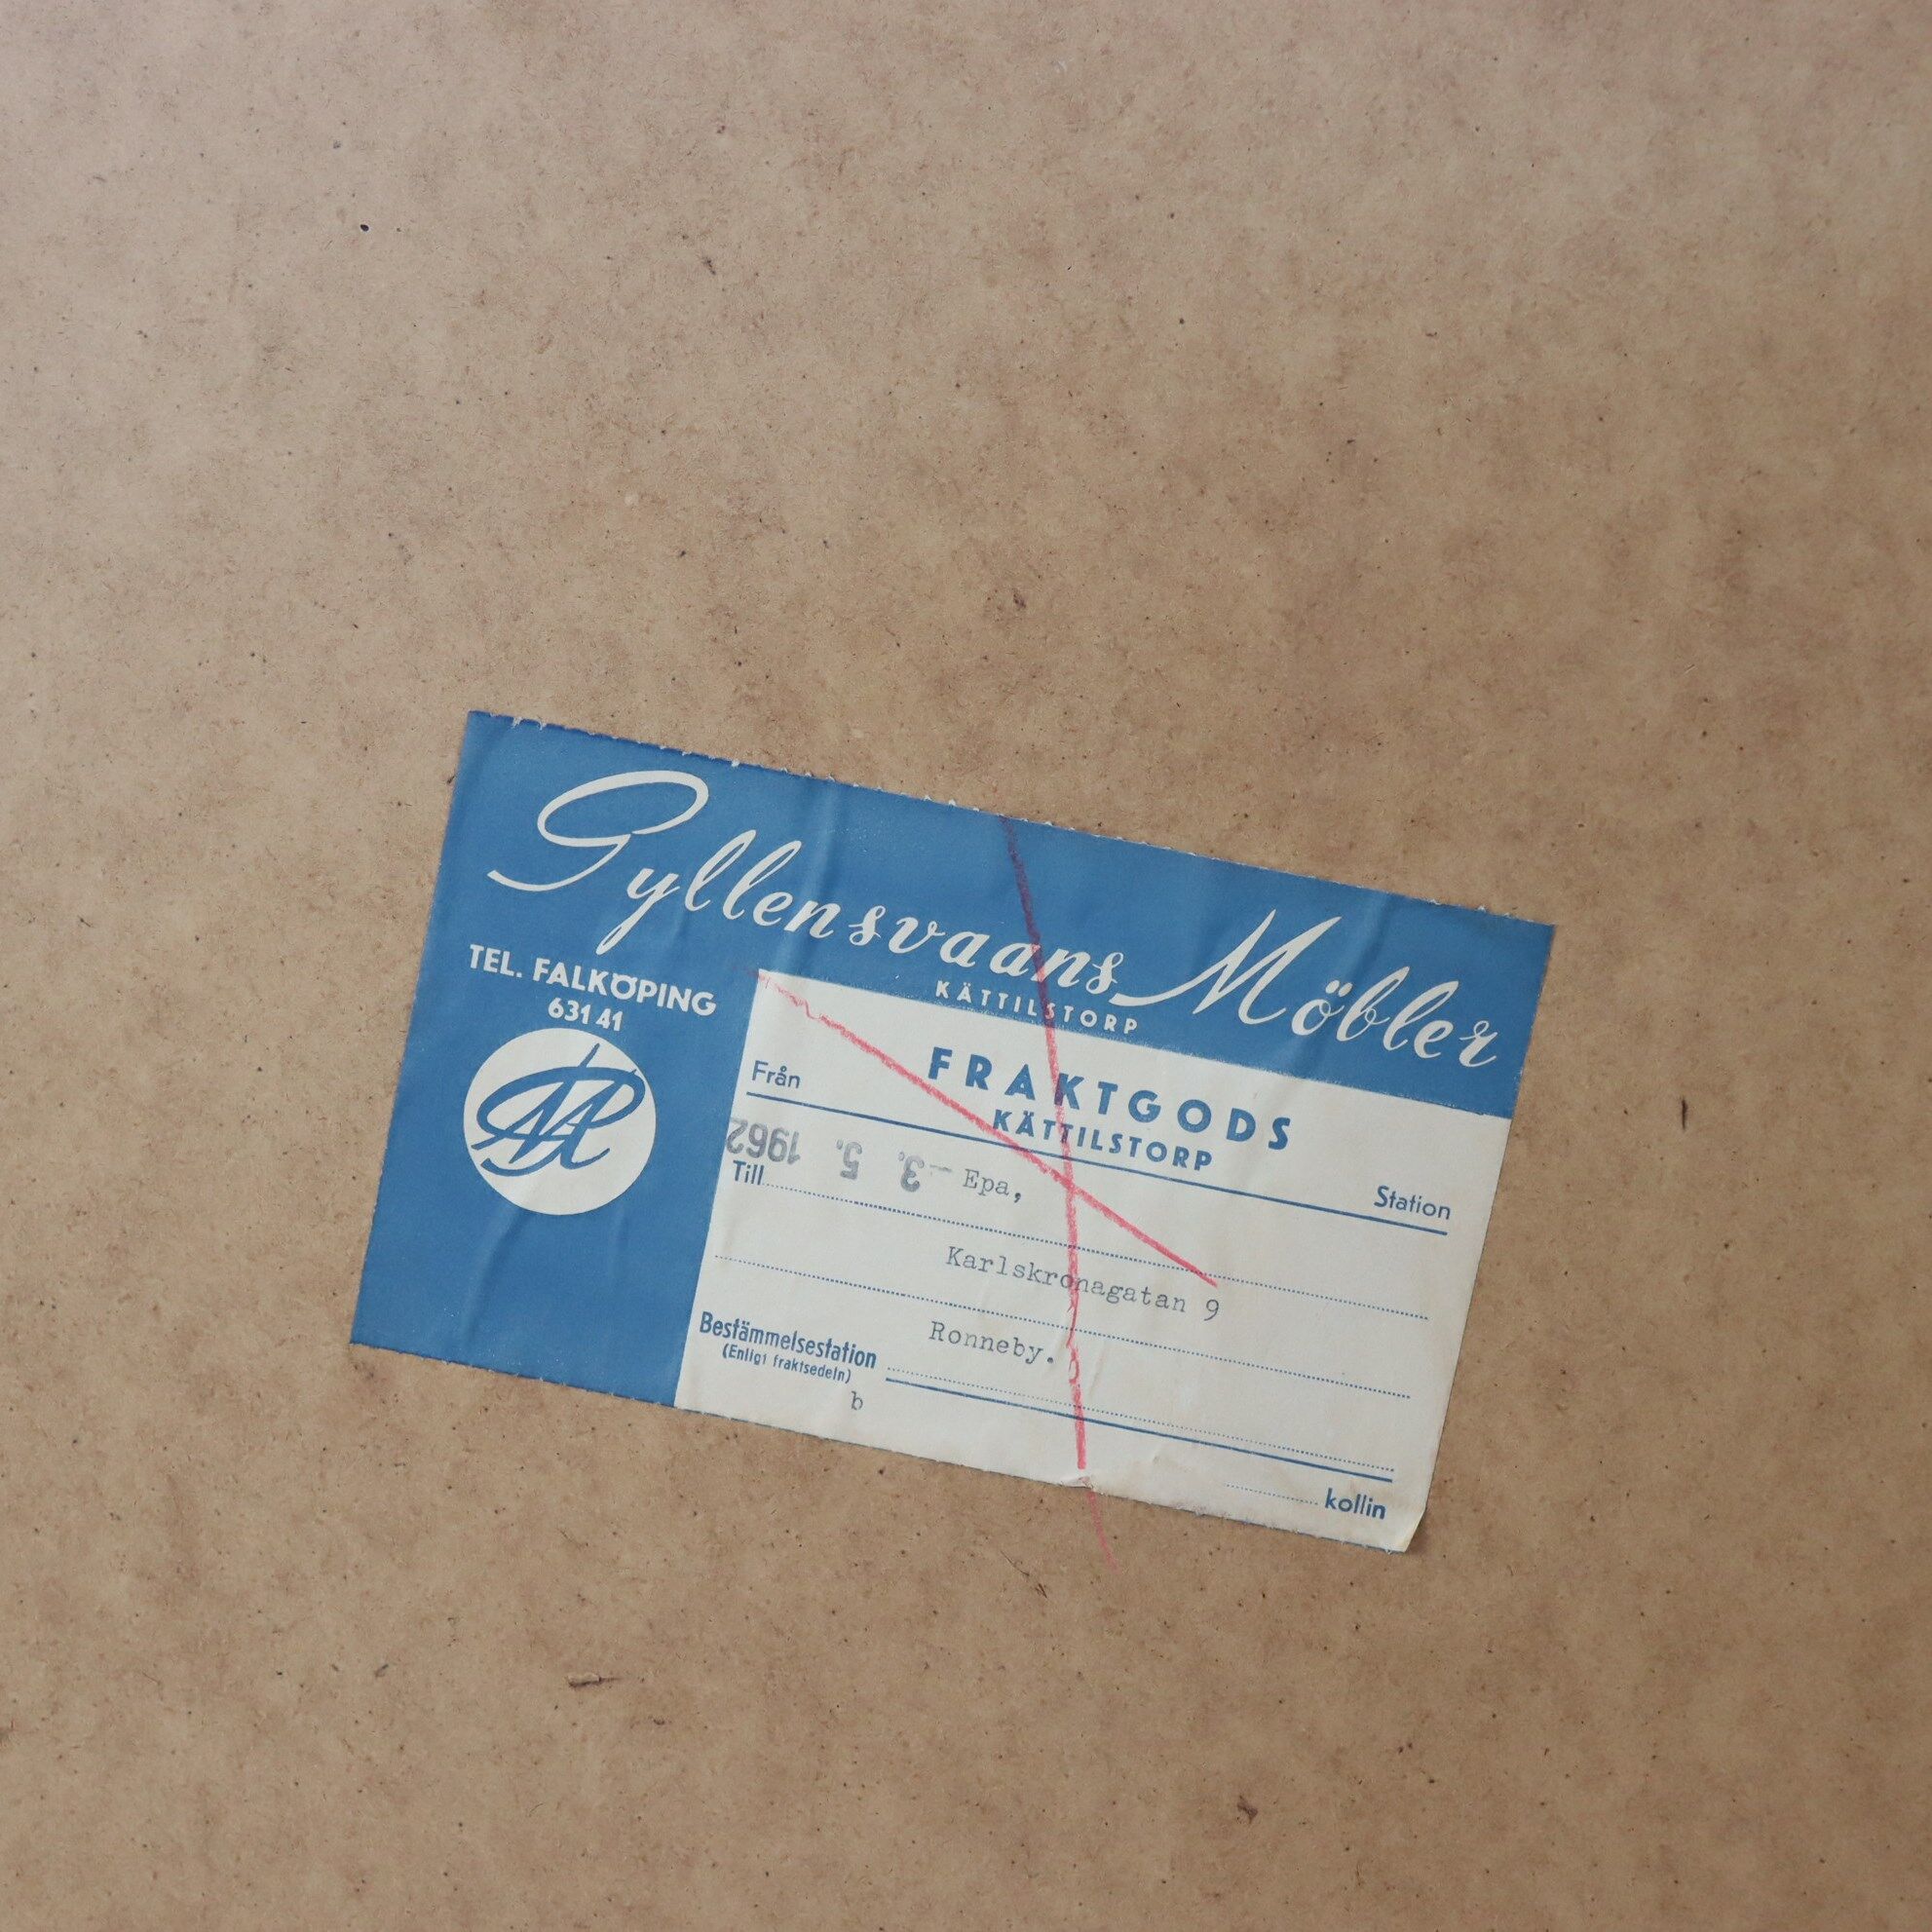 Gyllensvaans Möbler
KÄTTILSTORP
TEL. FALKÖPING
631 41
FRAKTGODS
Från KÄTTILSTORP Station
-3. 5. 1962
Till Epa,
Karlskronagatan 9
Ronneby.
Bestämmelsestation
(Enligt fraktsedeln)
b
kollin